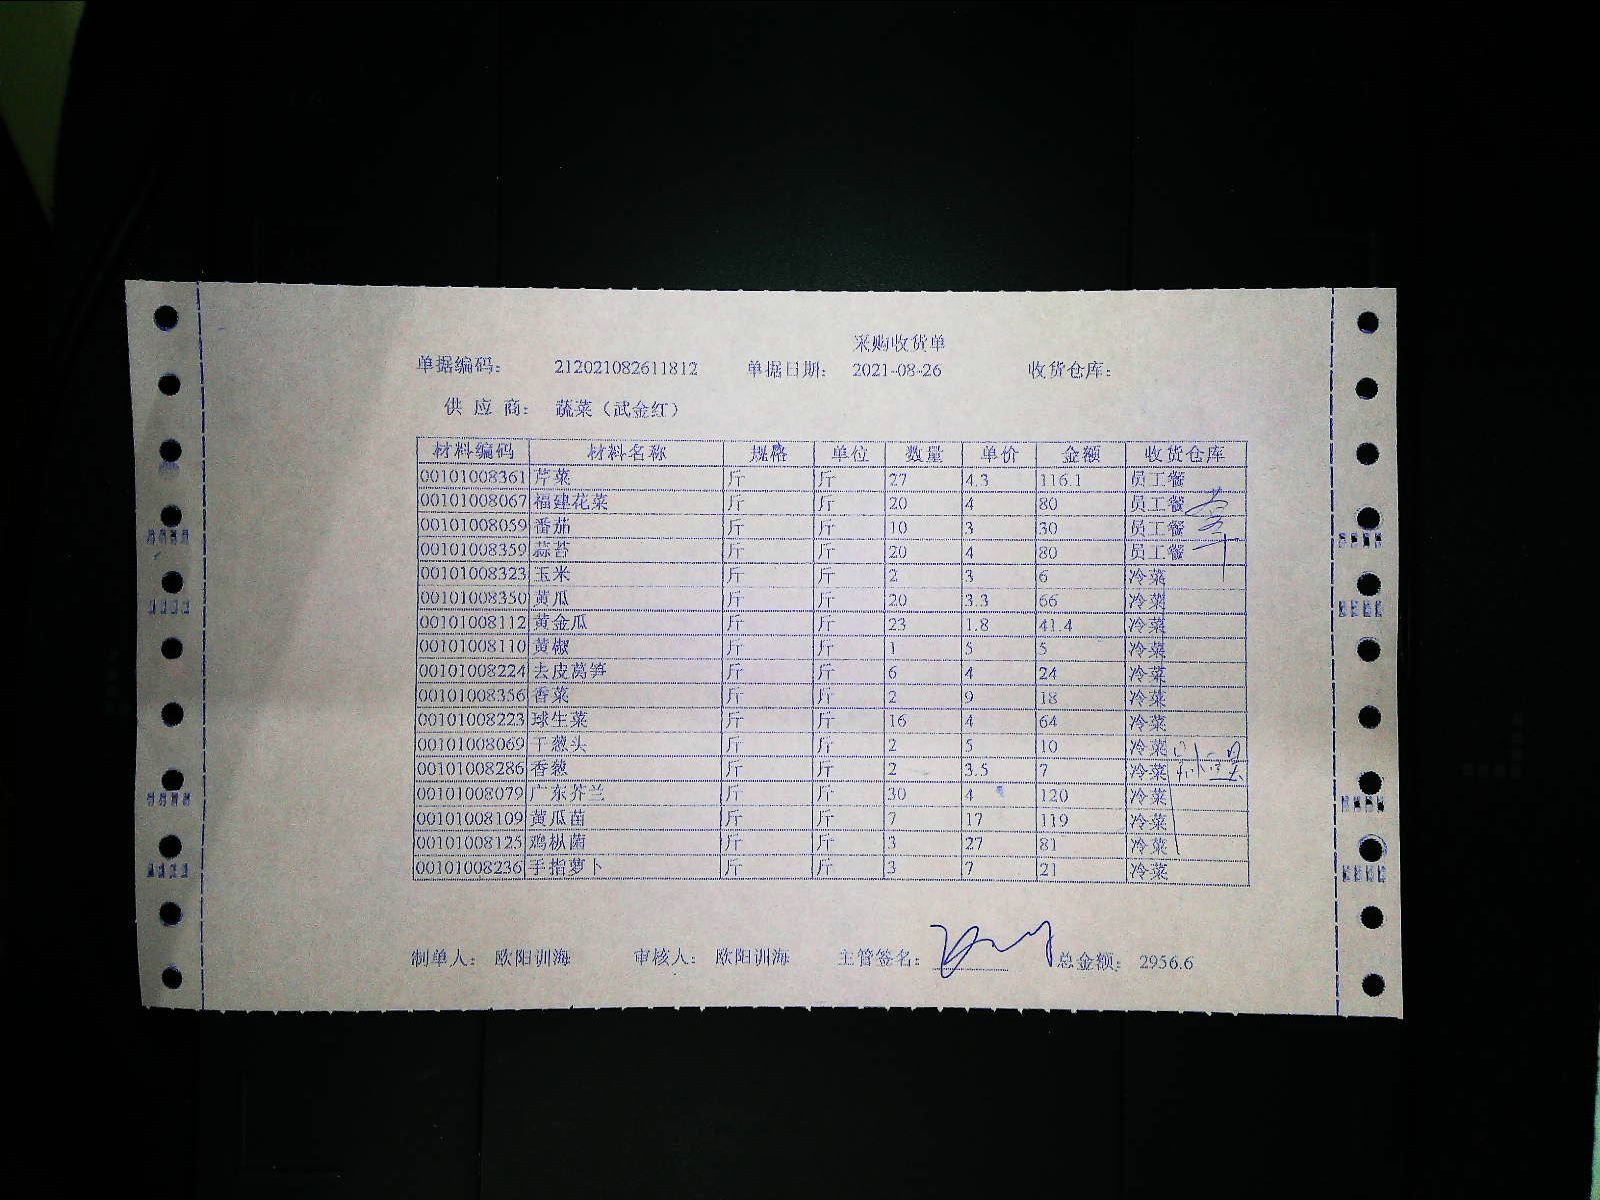 采购收货单
单据编码： 212021082611812 单据日期： 2021-08-26 收货仓库：
供 应 商： 蔬菜（武金红）
材料编码 材料名称 规格 单位 数量 单价 金额 收货仓库
00101008361 芹菜 斤 斤 27 4.3 116.1 员工餐
00101008067 福建花菜 斤 斤 20 4 80 员工餐
00101008059 番茄 斤 斤 10 3 30 员工餐
00101008359 蒜苔 斤 斤 20 4 80 员工餐
00101008323 玉米 斤 斤 2 3 6 冷菜
00101008350 黄瓜 斤 斤 20 3.3 66 冷菜
00101008112 黄金瓜 斤 斤 23 1.8 41.4 冷菜
00101008110 黄椒 斤 斤 1 5 5 冷菜
00101008224 去皮莴笋 斤 斤 6 4 24 冷菜
00101008356 香菜 斤 斤 2 9 18 冷菜
00101008223 球生菜 斤 斤 16 4 64 冷菜
00101008069 干葱头 斤 斤 2 5 10 冷菜
00101008286 香葱 斤 斤 2 3.5 7 冷菜
00101008079 广东芥兰 斤 斤 30 4 120 冷菜
00101008109 黄瓜苗 斤 斤 7 17 119 冷菜
00101008125 鸡枞菌 斤 斤 3 27 81 冷菜
00101008236 手指萝卜 斤 斤 3 7 21 冷菜
制单人： 欧阳训海 审核人： 欧阳训海 主管签名： 总金额： 2956.6